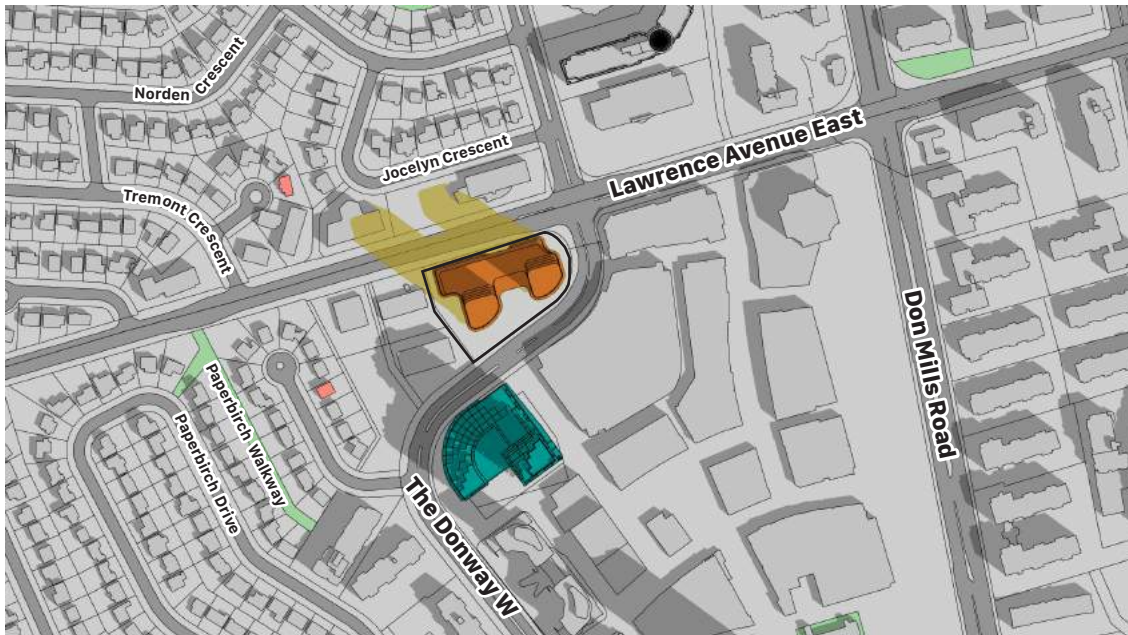 Norden Crescent
Jocelyn Crescent
Lawrence Avenue East
Tremont Crescent
Paperbirch Walkway
Paperbirch Drive
The Donway W
Don Mills Road